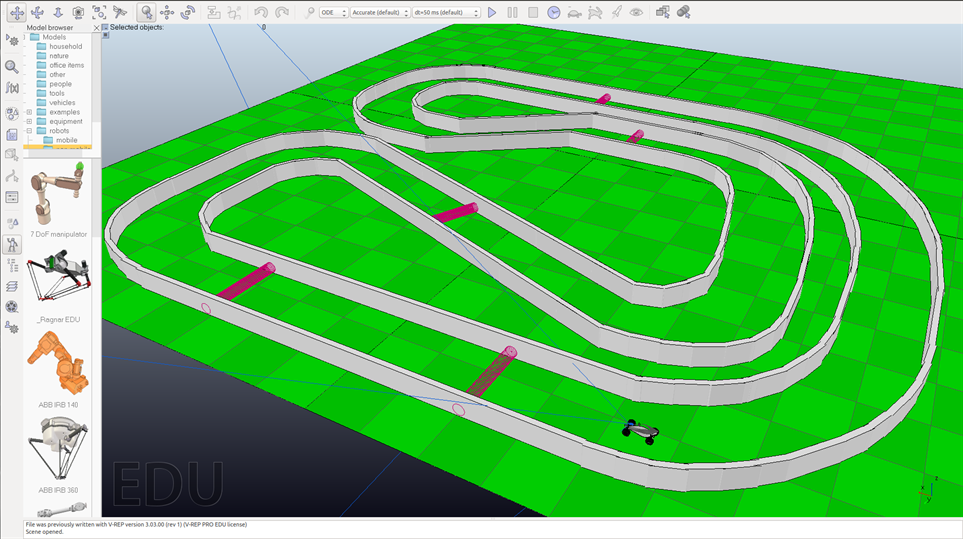 ODE
Accurate (default)
dt=50 ms (default)
Model browser
Selected objects:
0
Models
household
nature
office items
other
people
tools
vehicles
examples
equipment
robots
mobile
7 DoF manipulator
_Ragnar EDU
ABB IRB 140
ABB IRB 360
EDU
x
z
y
File was previously written with V-REP version 3.03.00 (rev 1) (V-REP PRO EDU license)
Scene opened.